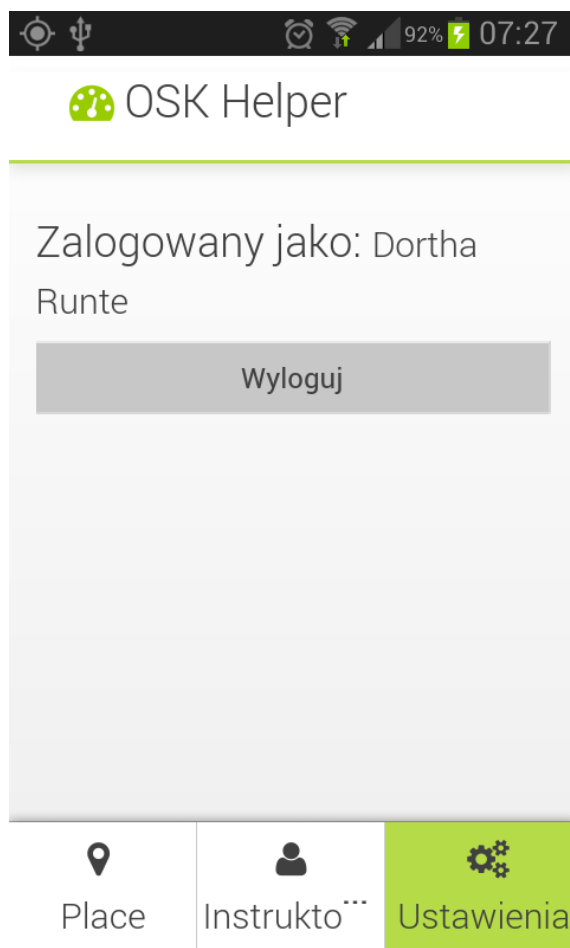 92% 07:27
OSK Helper
Zalogowany jako: Dortha
Runte
Wyloguj
Place Instrukto... Ustawienia